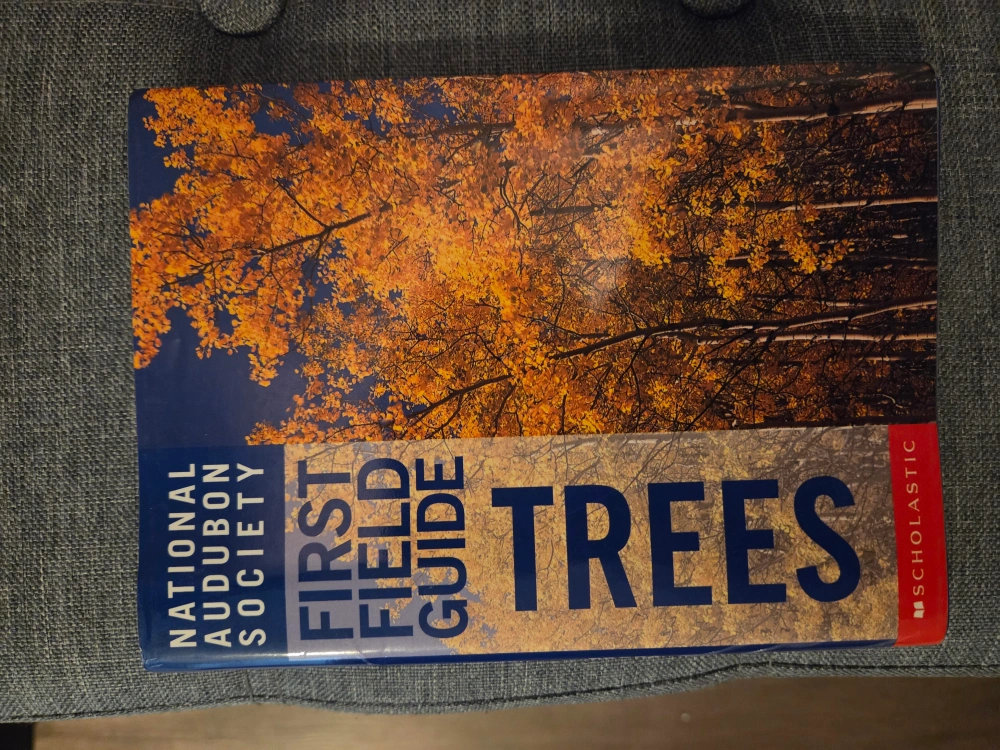 NATIONAL
AUDUBON
SOCIETY
FIRST
FIELD
GUIDE
TREES
SCHOLASTIC